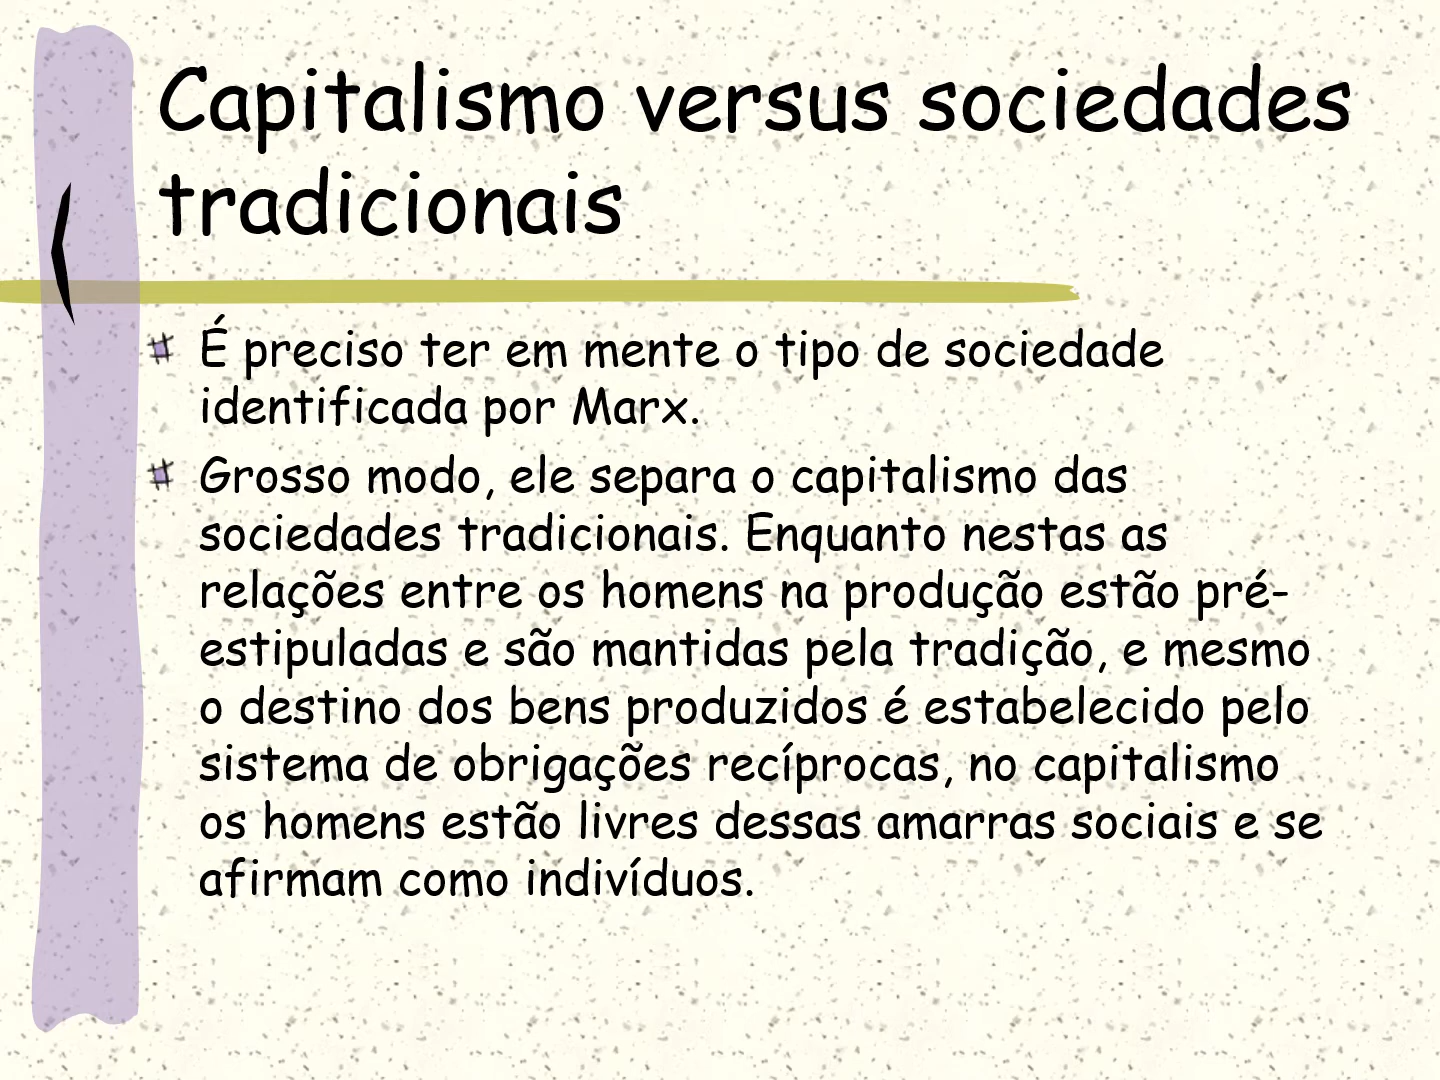 Capitalismo versus sociedades
tradicionais
É preciso ter em mente o tipo de sociedade
identificada por Marx.
Grosso modo, ele separa o capitalismo das
sociedades tradicionais. Enquanto nestas as
relações entre os homens na produção estão pré-
estipuladas e são mantidas pela tradição, e mesmo
o destino dos bens produzidos é estabelecido pelo
sistema de obrigações recíprocas, no capitalismo
os homens estão livres dessas amarras sociais e se
afirmam como indivíduos.